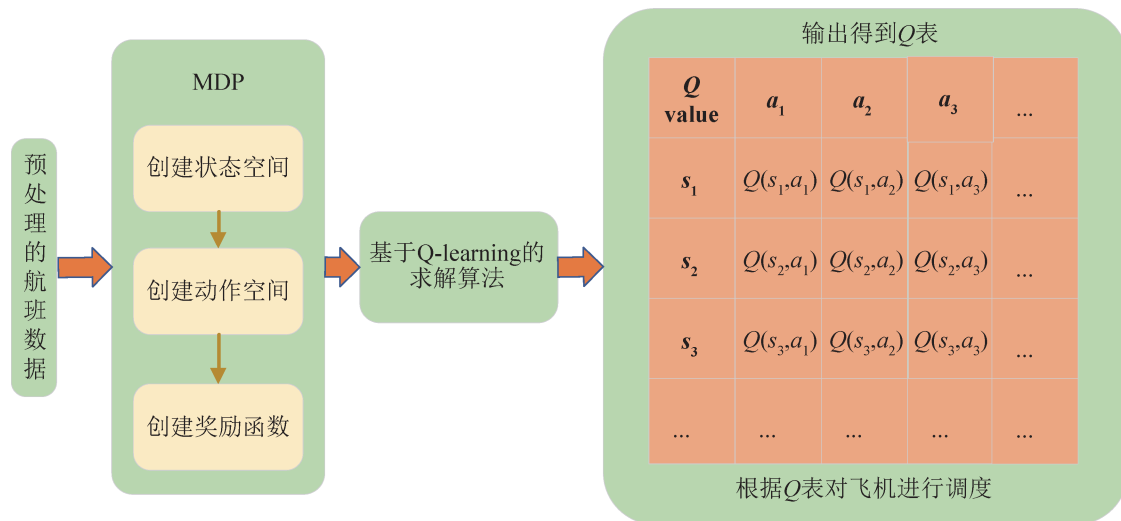 预处理的航班数据
MDP
创建状态空间
创建动作空间
创建奖励函数
基于Q-learning的
求解算法
输出得到Q表
Q value a1 a2 a3 ...
s1 Q(s1,a1) Q(s1,a2) Q(s1,a3) ...
s2 Q(s2,a1) Q(s2,a2) Q(s2,a3) ...
s3 Q(s3,a1) Q(s3,a2) Q(s3,a3) ...
... ... ... ... ...
根据Q表对飞机进行调度